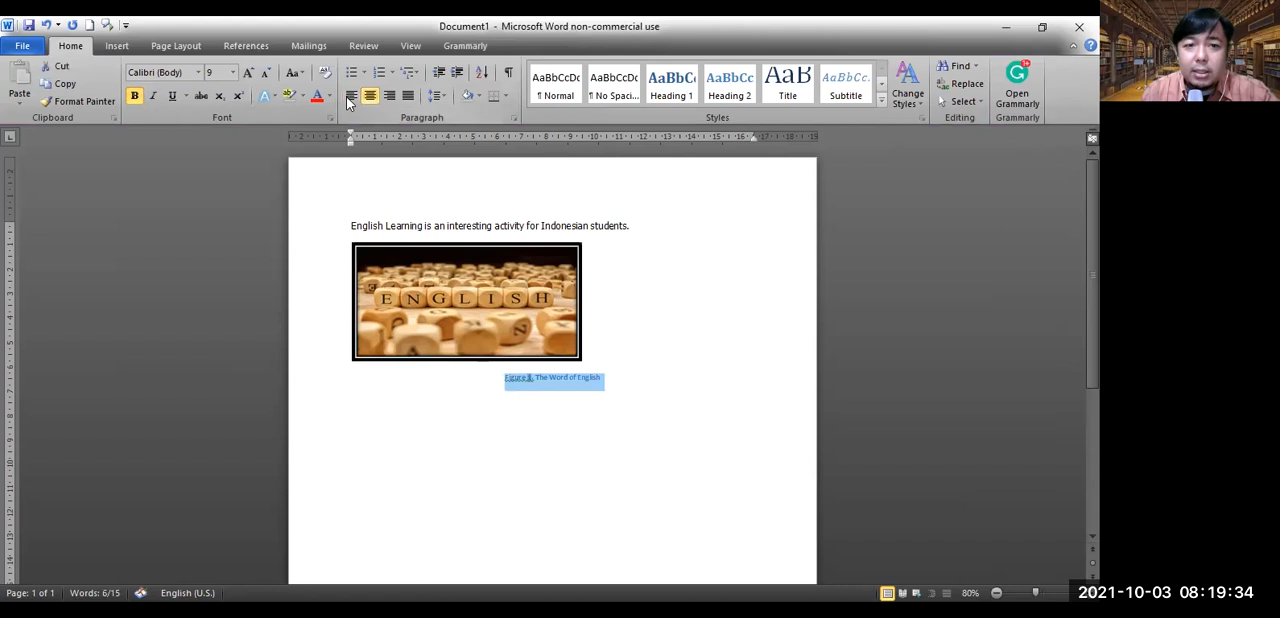 Document1 - Microsoft Word non-commercial use
File Home Insert Page Layout References Mailings Review View Grammarly
Paste
Cut
Copy
Format Painter
Clipboard
Calibri (Body) 9
Font
Paragraph
AaBbCcDc AaBbCcDc AaBbC AaBbCc AaB AaBbCc.
¶ Normal ¶ No Spaci... Heading 1 Heading 2 Title Subtitle
Change
Styles
Styles
Find
Replace
Select
Editing
Open
Grammarly
Grammarly
English Learning is an interesting activity for Indonesian students.
ENGLISH
The Word of English
Page: 1 of 1 Words: 6/15 English (U.S.) 80%
2021-10-03 08:19:34